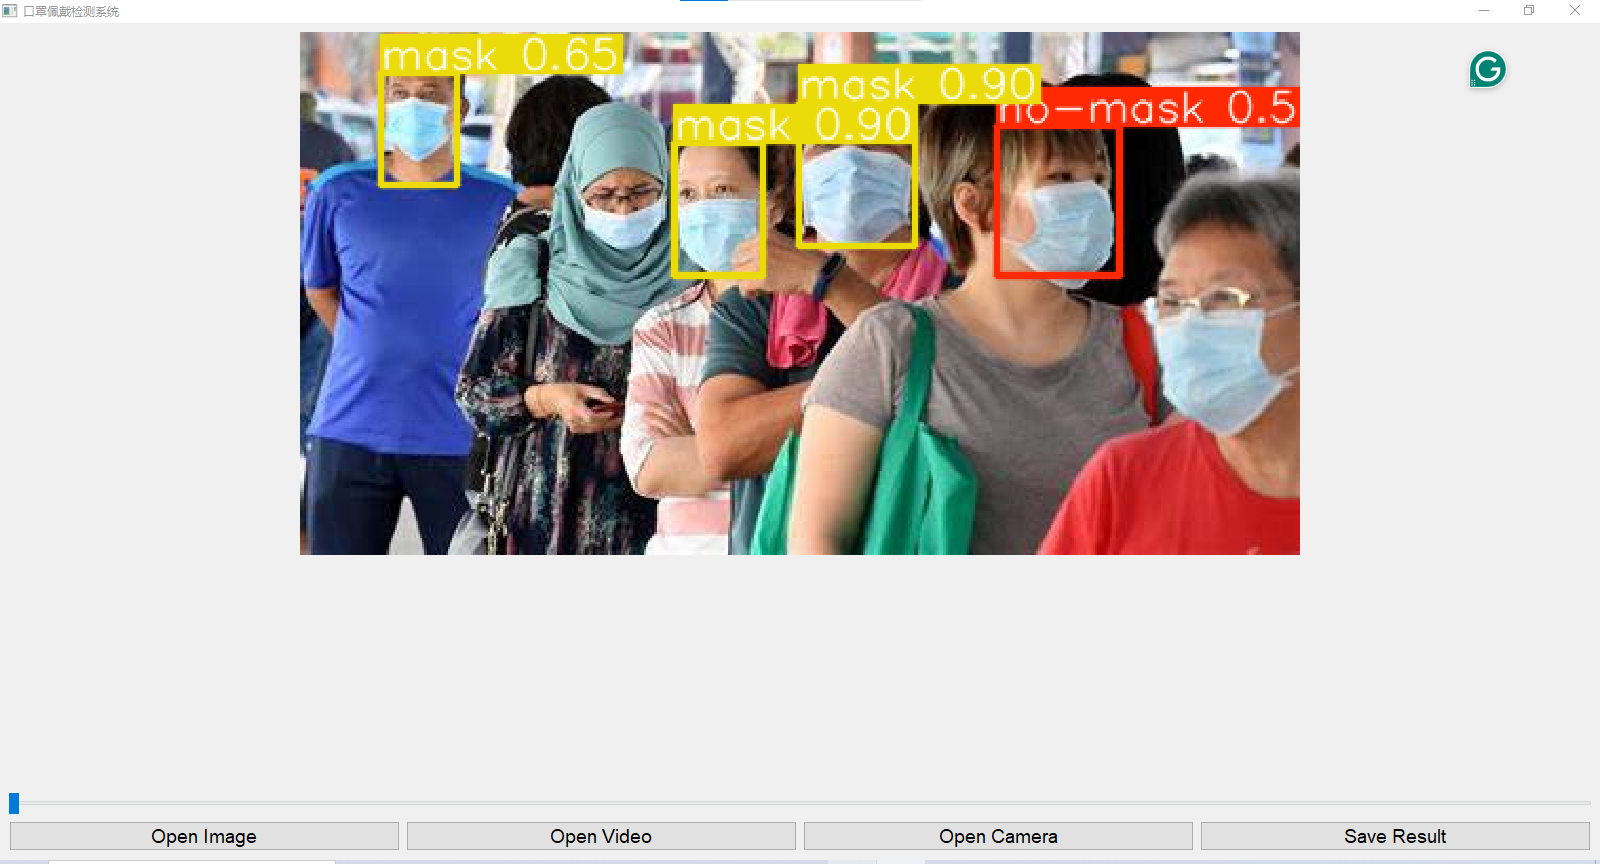 口罩佩戴检测系统
mask 0.65
mask 0.90
mask 0.90
no-mask 0.5
G
Open Image
Open Video
Open Camera
Save Result